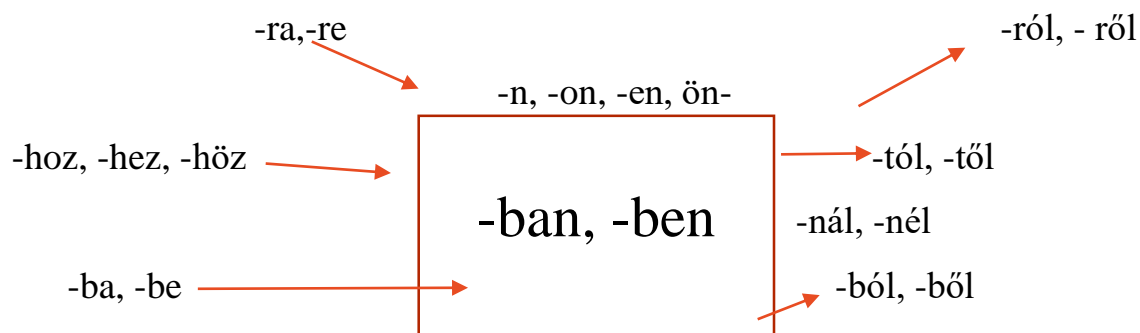 -ra,-re
-ról, - ről
-n, -on, -en, ön-
-hoz, -hez, -höz
-tól, -től
-ban, -ben
-nál, -nél
-ba, -be
-ból, -ből